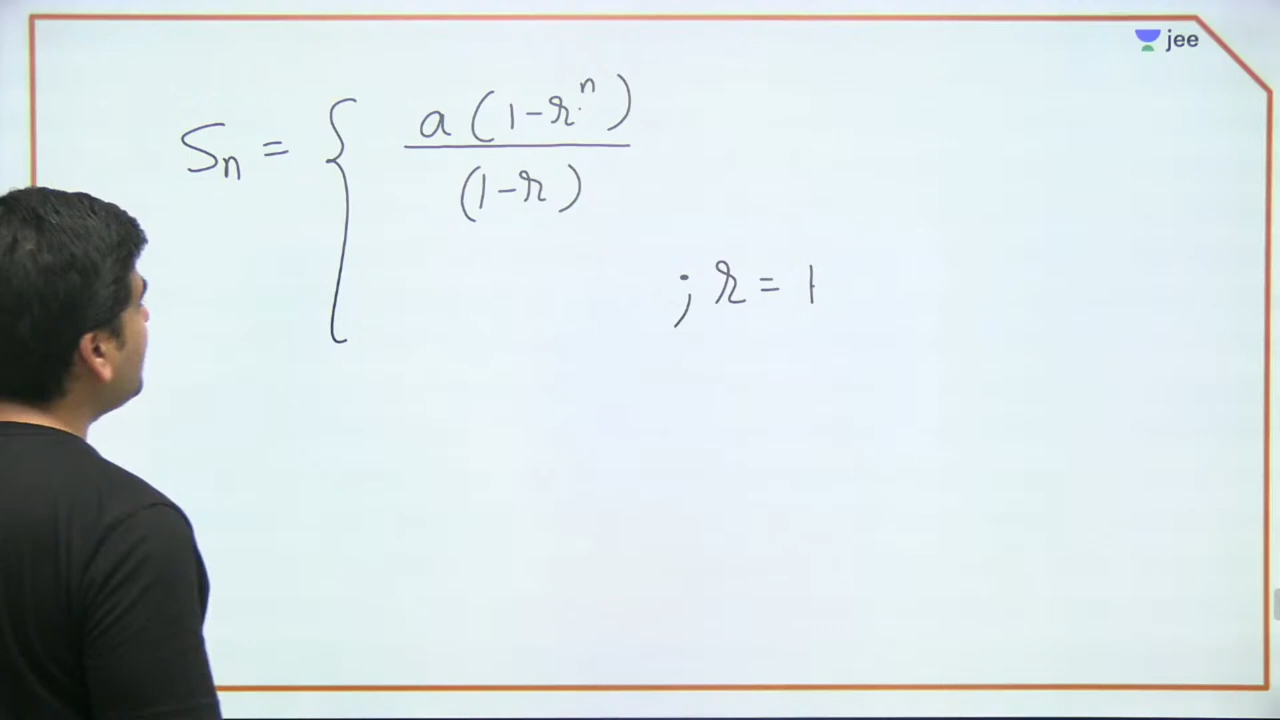 jee
Sn = { a(1-r^n)
(1-r)
; r = 1